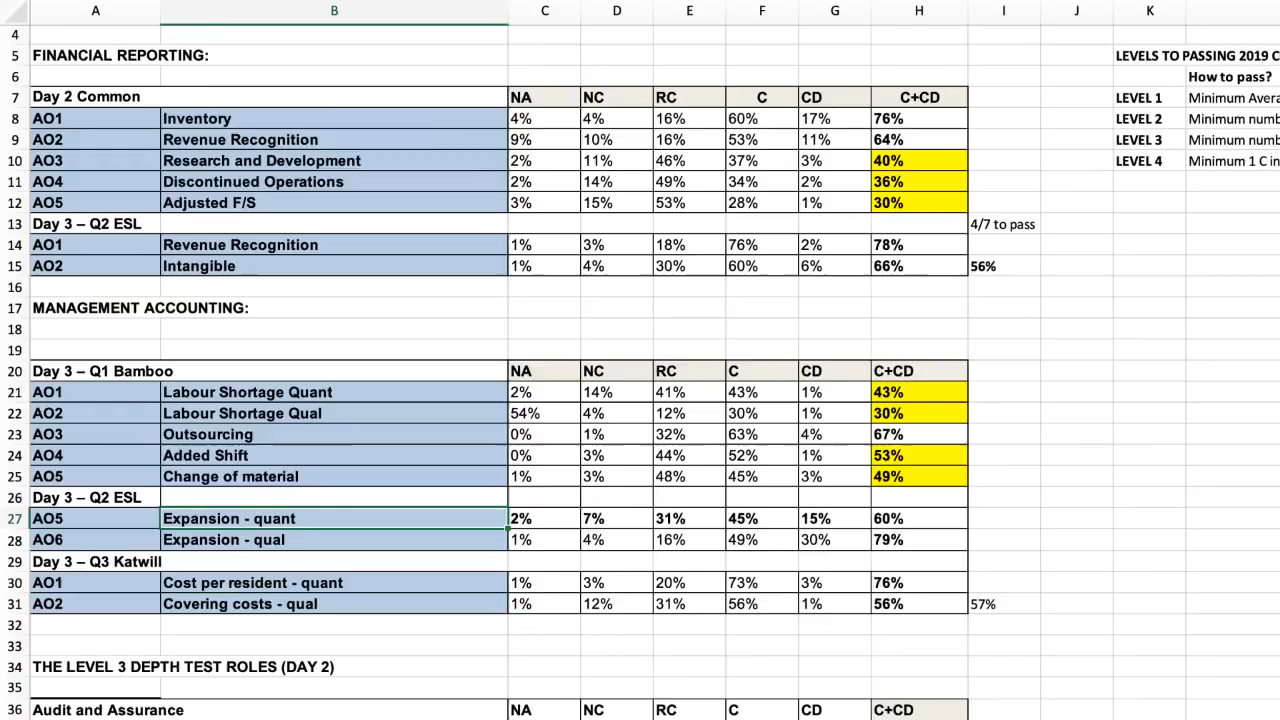 A B C D E F G H I J K
4
5 FINANCIAL REPORTING: LEVELS TO PASSING 2019 C
6 How to pass?
7 Day 2 Common NA NC RC C CD C+CD LEVEL 1 Minimum Avera
8 AO1 Inventory 4% 4% 16% 60% 17% 76% LEVEL 2 Minimum numb
9 AO2 Revenue Recognition 9% 10% 16% 53% 11% 64% LEVEL 3 Minimum numb
10 AO3 Research and Development 2% 11% 46% 37% 3% 40% LEVEL 4 Minimum 1 C in
11 AO4 Discontinued Operations 2% 14% 49% 34% 2% 36%
12 AO5 Adjusted F/S 3% 15% 53% 28% 1% 30%
13 Day 3 – Q2 ESL 4/7 to pass
14 AO1 Revenue Recognition 1% 3% 18% 76% 2% 78%
15 AO2 Intangible 1% 4% 30% 60% 6% 66% 56%
16
17 MANAGEMENT ACCOUNTING:
18
19
20 Day 3 – Q1 Bamboo NA NC RC C CD C+CD
21 AO1 Labour Shortage Quant 2% 14% 41% 43% 1% 43%
22 AO2 Labour Shortage Qual 54% 4% 12% 30% 1% 30%
23 AO3 Outsourcing 0% 1% 32% 63% 4% 67%
24 AO4 Added Shift 0% 3% 44% 52% 1% 53%
25 AO5 Change of material 1% 3% 48% 45% 3% 49%
26 Day 3 – Q2 ESL
27 AO5 Expansion - quant 2% 7% 31% 45% 15% 60%
28 AO6 Expansion - qual 1% 4% 16% 49% 30% 79%
29 Day 3 – Q3 Katwill
30 AO1 Cost per resident - quant 1% 3% 20% 73% 3% 76%
31 AO2 Covering costs - qual 1% 12% 31% 56% 1% 56% 57%
32
33
34 THE LEVEL 3 DEPTH TEST ROLES (DAY 2)
35
36 Audit and Assurance NA NC RC C CD C+CD